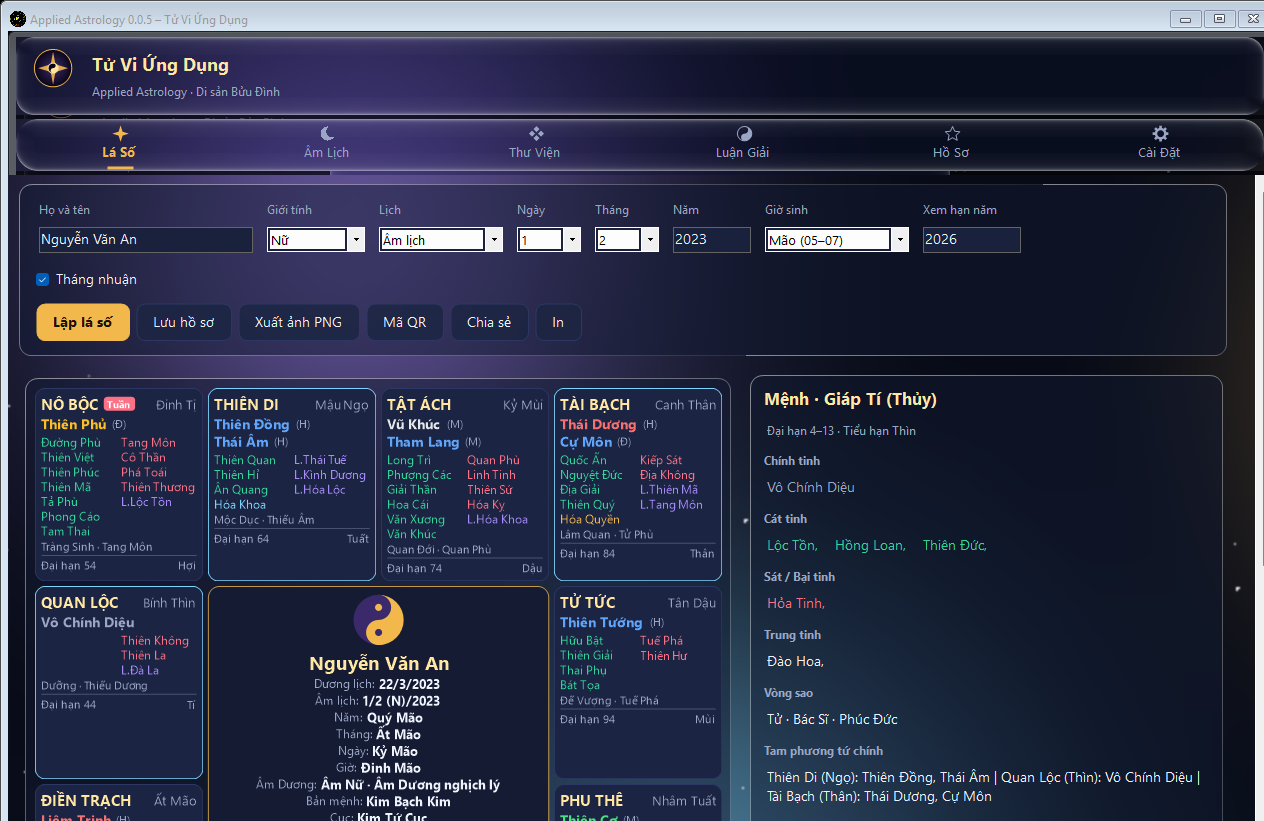 Applied Astrology 0.0.5 – Tử Vi Ứng Dụng
Tử Vi Ứng Dụng
Applied Astrology · Di sản Bửu Đình
Lá Số
Âm Lịch
Thư Viện
Luận Giải
Hồ Sơ
Cài Đặt
Họ và tên
Giới tính
Lịch
Ngày
Tháng
Năm
Giờ sinh
Xem hạn năm
Nguyễn Văn An
Nữ
Âm lịch
1
2
2023
Mão (05–07)
2026
Tháng nhuận
Lập lá số
Lưu hồ sơ
Xuất ảnh PNG
Mã QR
Chia sẻ
In
NÔ BỘC Tuần Đinh Tị
Thiên Phủ (Đ)
Đường Phù Tang Môn
Thiên Việt Cô Thần
Thiên Phúc Phá Toái
Thiên Mã Thiên Thương
Tả Phù L.Lộc Tồn
Phong Cáo
Tam Thai
Tràng Sinh · Tang Môn
Đại hạn 54 Hợi
THIÊN DI Mậu Ngọ
Thiên Đồng (H)
Thái Âm (H)
Thiên Quan L.Thái Tuế
Thiên Hỉ L.Kình Dương
Ân Quang L.Hóa Lộc
Hóa Khoa
Mộc Dục · Thiếu Âm
Đại hạn 64 Tuất
TẬT ÁCH Kỷ Mùi
Vũ Khúc (M)
Tham Lang (M)
Long Trì Quan Phù
Phượng Các Linh Tinh
Giải Thần Thiên Sứ
Hoa Cái Hóa Kỵ
Văn Xương L.Hóa Khoa
Văn Khúc
Quan Đới · Quan Phù
Đại hạn 74 Dậu
TÀI BẠCH Canh Thân
Thái Dương (H)
Cự Môn (Đ)
Quốc Ấn Kiếp Sát
Nguyệt Đức Địa Không
Địa Giải L.Thiên Mã
Thiên Quý L.Tang Môn
Hóa Quyền
Lâm Quan · Tử Phù
Đại hạn 84 Thân
QUAN LỘC Bính Thìn
Vô Chính Diệu
Thiên Không
Thiên La
L.Đà La
Dưỡng · Thiếu Dương
Đại hạn 44 Tí
Nguyễn Văn An
Dương lịch: 22/3/2023
Âm lịch: 1/2 (N)/2023
Năm: Quý Mão
Tháng: Ất Mão
Ngày: Kỷ Mão
Giờ: Đinh Mão
Âm Dương: Âm Nữ · Âm Dương nghịch lý
Bản mệnh: Kim Bạch Kim
Cục: Kim Tứ Cục
TỬ TỨC Tân Dậu
Thiên Tướng (H)
Hữu Bật Tuế Phá
Thiên Giải Thiên Hư
Thai Phụ
Bát Tọa
Đế Vượng · Tuế Phá
Đại hạn 94 Mùi
ĐIỀN TRẠCH Ất Mão
Liêm Trinh (H)
PHU THÊ Nhâm Tuất
Thiên Cơ (M)
Mệnh · Giáp Tí (Thủy)
Đại hạn 4–13 · Tiểu hạn Thìn
Chính tinh
Vô Chính Diệu
Cát tinh
Lộc Tồn, Hồng Loan, Thiên Đức,
Sát / Bại tinh
Hỏa Tinh,
Trung tinh
Đào Hoa,
Vòng sao
Tử · Bác Sĩ · Phúc Đức
Tam phương tứ chính
Thiên Di (Ngọ): Thiên Đồng, Thái Âm | Quan Lộc (Thìn): Vô Chính Diệu |
Tài Bạch (Thân): Thái Dương, Cự Môn